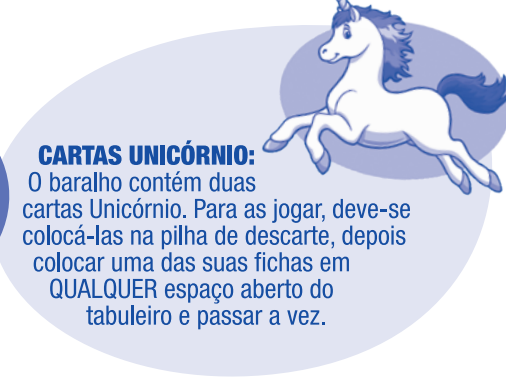 CARTAS UNICÓRNIO:
O baralho contém duas
cartas Unicórnio. Para as jogar, deve-se
colocá-las na pilha de descarte, depois
colocar uma das suas fichas em
QUALQUER espaço aberto do
tabuleiro e passar a vez.